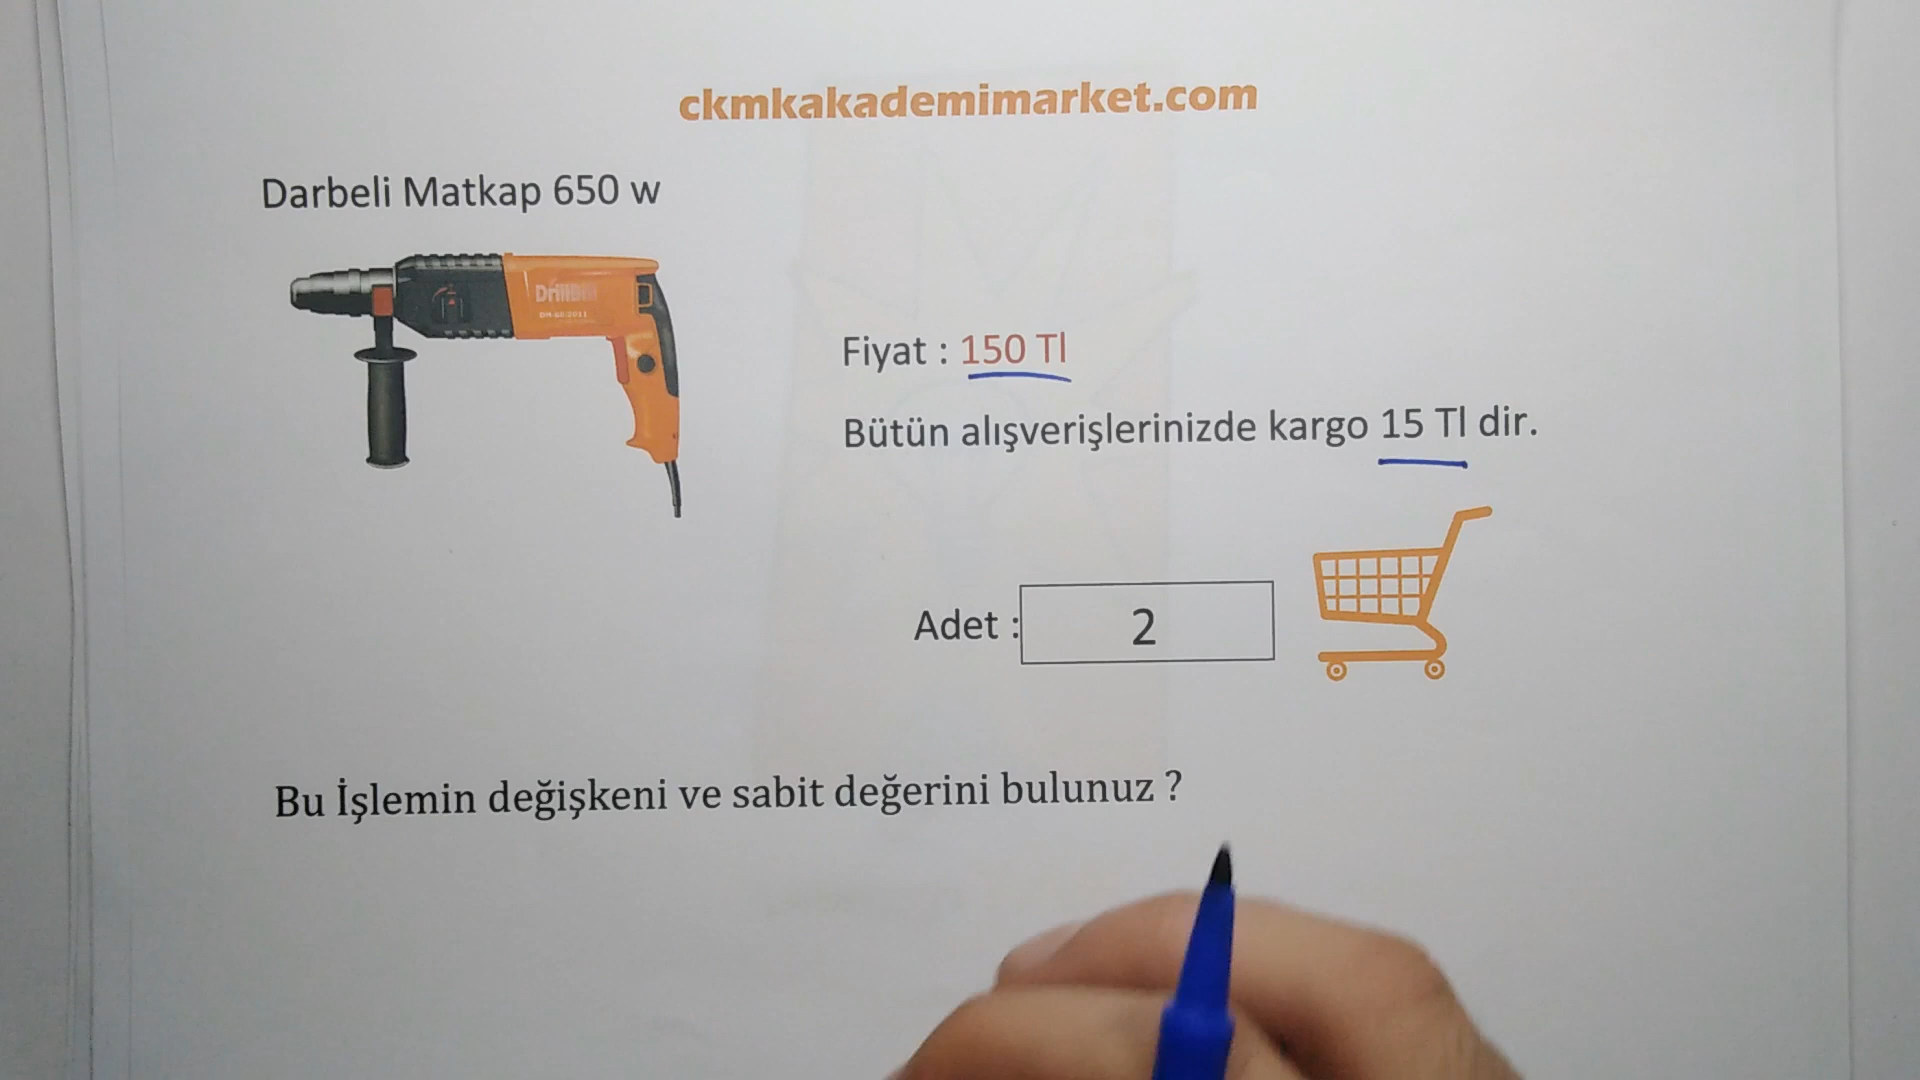 ckmkakademimarket.com
Darbeli Matkap 650 w
Fiyat : 150 Tl
Bütün alışverişlerinizde kargo 15 Tl dir.
Adet : 2
Bu İşlemin değişkeni ve sabit değerini bulunuz ?